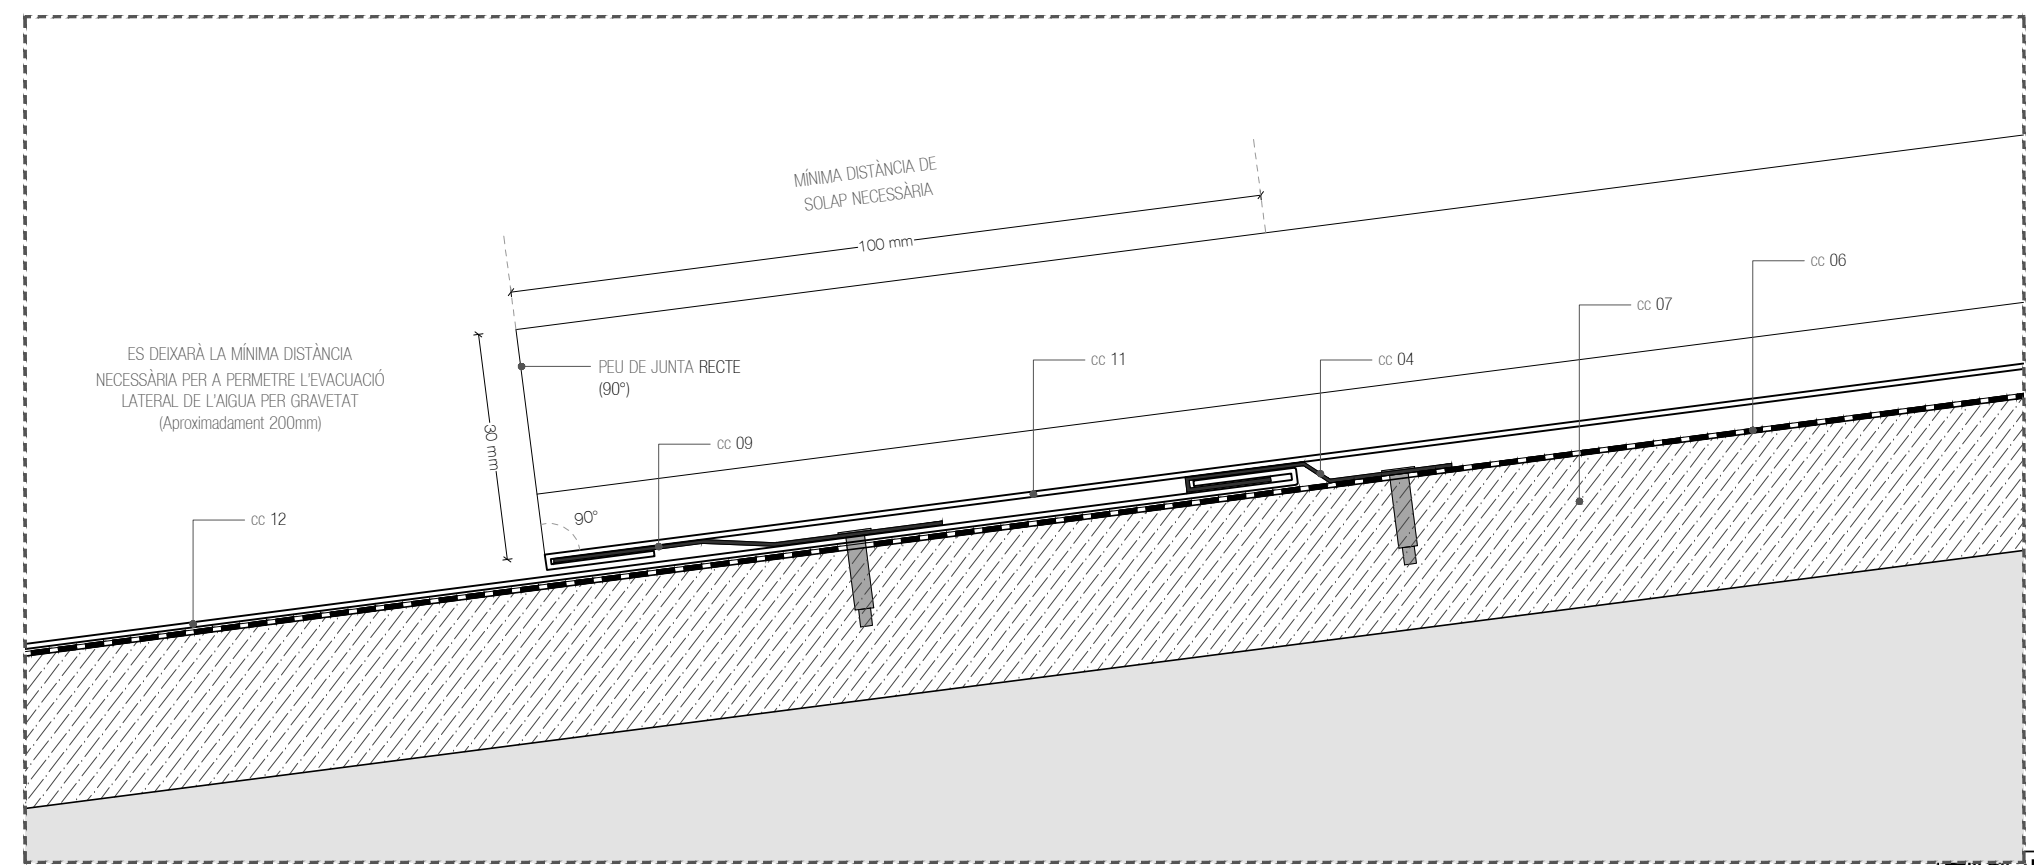 MÍNIMA DISTÀNCIA DE
SOLAP NECESSÀRIA
100 mm
cc 06
cc 07
ES DEIXARÀ LA MÍNIMA DISTÀNCIA
NECESSÀRIA PER A PERMETRE L'EVACUACIÓ
LATERAL DE L'AIGUA PER GRAVETAT
(Aproximadament 200mm)
PEU DE JUNTA RECTE
(90°)
cc 11
cc 04
30 mm
cc 09
90°
cc 12